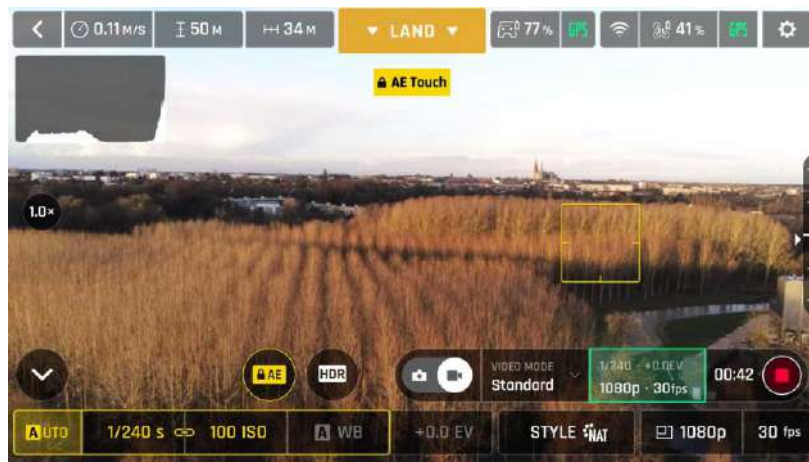 0.11 M/S
50 M
34 M
LAND
77 %
GPS
41 %
GPS
AE Touch
1.0×
AE
HDR
VIDEO MODE
Standard
1/240 - +0.0EV
1080p · 30fps
00:42
AUTO
1/240 s
100 ISO
A WB
+0.0 EV
STYLE NAT
1080p
30 fps